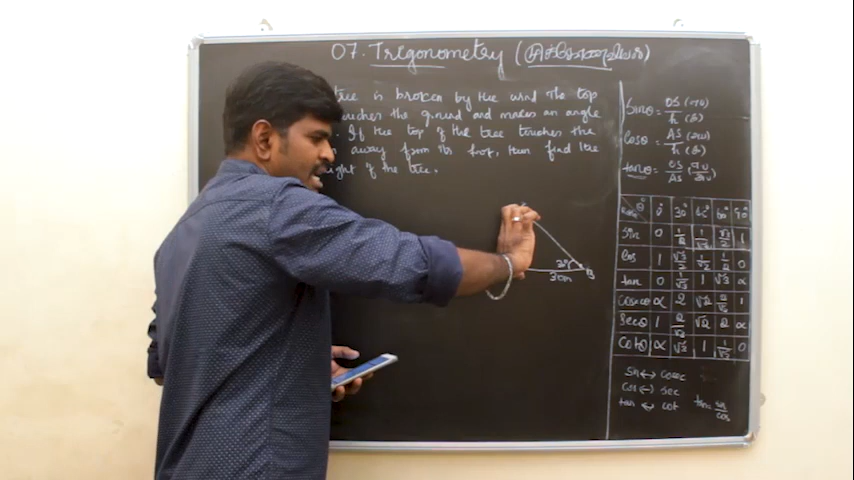 07. Trigonometry (
tree is broken by the wind The top
touches the ground and makes an angle
. If the top of the tree touches the
away from its foot, then find the
ight of the tree.
30°
30m
B
Sinθ = OS/h
Cosθ = AS/h
tanθ = OS/AS
θ 0° 30° 45° 60° 90°
Sin 0 1/2 1/√2 √3/2 1
Cos 1 √3/2 1/√2 1/2 0
tan 0 1/√3 1 √3 α
Cosecθ α 2 √2 2/√3 1
Secθ 1 2/√3 √2 2 α
Cotθ α √3 1 1/√3 0
Sin ↔ Cosec
Cos ↔ Sec
tan ↔ Cot tan = Sin/Cos